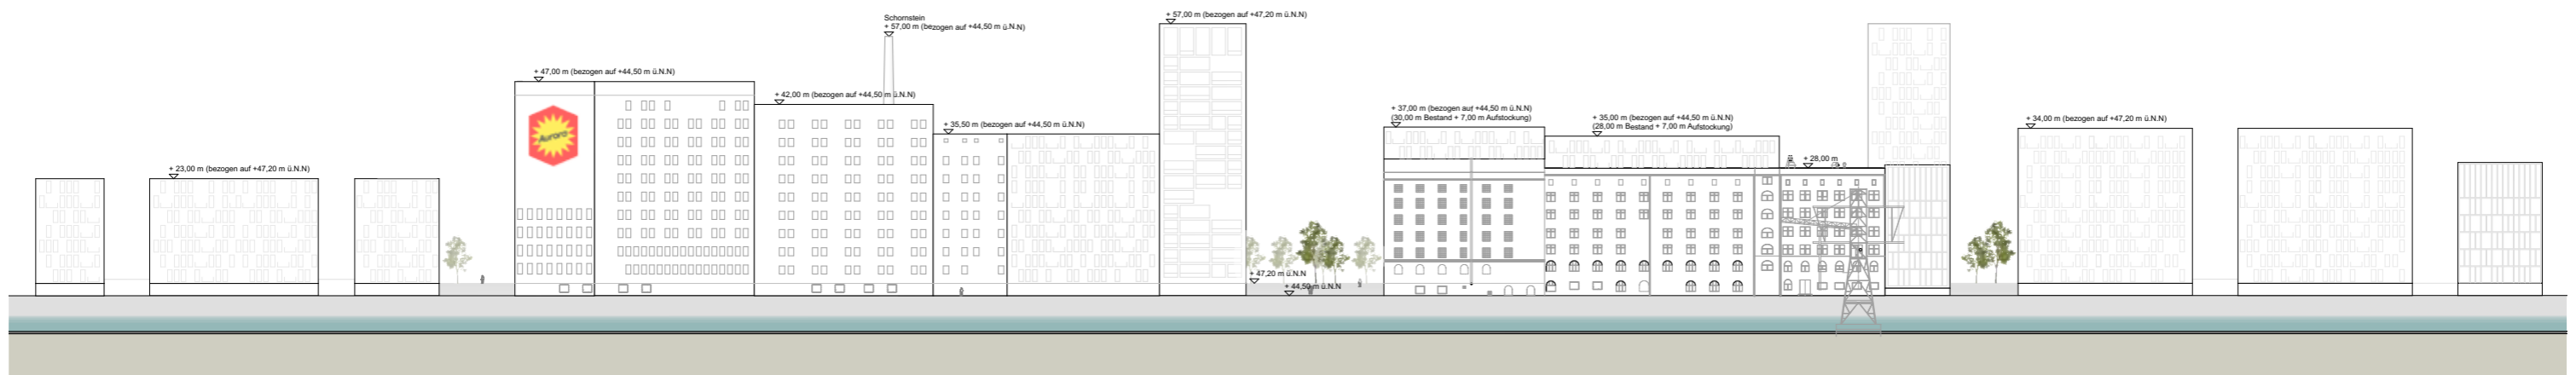 Schornstein
+ 57,00 m (bezogen auf +44,50 m ü.N.N)
+ 57,00 m (bezogen auf +47,20 m ü.N.N)
+ 47,00 m (bezogen auf +44,50 m ü.N.N)
+ 42,00 m (bezogen auf +44,50 m ü.N.N)
+ 35,50 m (bezogen auf +44,50 m ü.N.N)
+ 37,00 m (bezogen auf +44,50 m ü.N.N)
(30,00 m Bestand + 7,00 m Aufstockung)
+ 35,00 m (bezogen auf +44,50 m ü.N.N)
(28,00 m Bestand + 7,00 m Aufstockung)
+ 34,00 m (bezogen auf +47,20 m ü.N.N)
Aurora
+ 28,00 m
+ 23,00 m (bezogen auf +47,20 m ü.N.N)
+ 47,20 m ü.N.N
+ 44,50 m ü.N.N